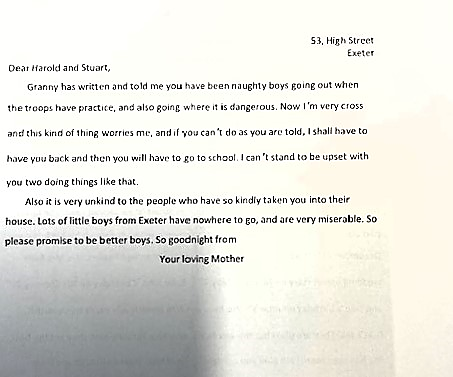 53, High Street
Exeter
Dear Harold and Stuart,
Granny has written and told me you have been naughty boys going out when
the troops have practice, and also going where it is dangerous. Now I'm very cross
and this kind of thing worries me, and if you can't do as you are told, I shall have to
have you back and then you will have to go to school. I can't stand to be upset with
you two doing things like that.
Also it is very unkind to the people who have so kindly taken you into their
house. Lots of little boys from Exeter have nowhere to go, and are very miserable. So
please promise to be better boys. So goodnight from
Your loving Mother